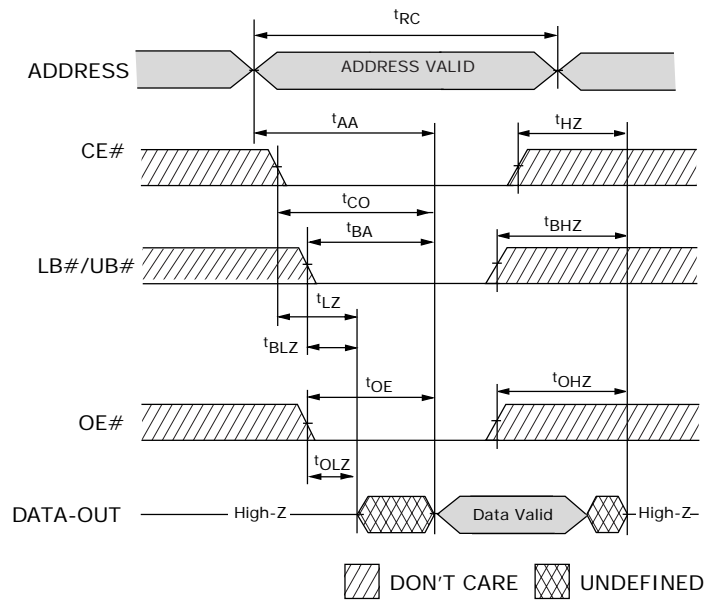 tRC
ADDRESS
ADDRESS VALID
tAA
tHZ
CE#
tCO
tBA
tBHZ
LB#/UB#
tLZ
tBLZ
tOE
tOHZ
OE#
tOLZ
DATA-OUT
High-Z
Data Valid
High-Z
DON'T CARE
UNDEFINED